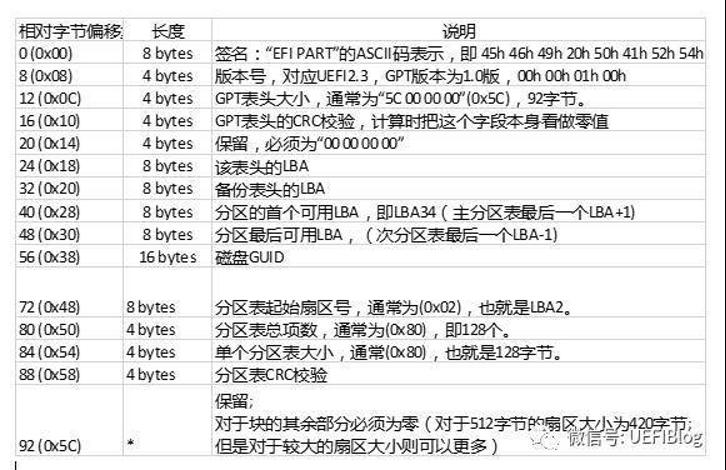 相对字节偏移 长度 说明
0 (0x00) 8 bytes 签名：“EFI PART”的ASCII码表示，即 45h 46h 49h 20h 50h 41h 52h 54h
8 (0x08) 4 bytes 版本号，对应UEFI2.3，GPT版本为1.0版，00h 00h 01h 00h
12 (0x0C) 4 bytes GPT表头大小，通常为“5C 00 00 00”(0x5C)，92字节。
16 (0x10) 4 bytes GPT表头的CRC校验，计算时把这个字段本身看做零值
20 (0x14) 4 bytes 保留，必须为“00 00 00 00”
24 (0x18) 8 bytes 该表头的LBA
32 (0x20) 8 bytes 备份表头的LBA
40 (0x28) 8 bytes 分区的首个可用LBA，即LBA34（主分区表最后一个LBA+1)
48 (0x30) 8 bytes 分区最后可用LBA，（次分区表最后一个LBA-1)
56 (0x38) 16 bytes 磁盘GUID
72 (0x48) 8 bytes 分区表起始扇区号，通常为(0x02)，也就是LBA2。
80 (0x50) 4 bytes 分区表总项数，通常为(0x80)，即128个。
84 (0x54) 4 bytes 单个分区表大小，通常(0x80)，也就是128字节。
88 (0x58) 4 bytes 分区表CRC校验
保留;
对于块的其余部分必须为零（对于512字节的扇区大小为420字节;
92 (0x5C) * 但是对于较大的扇区大小则可以更多）
微信号: UEFIBlog